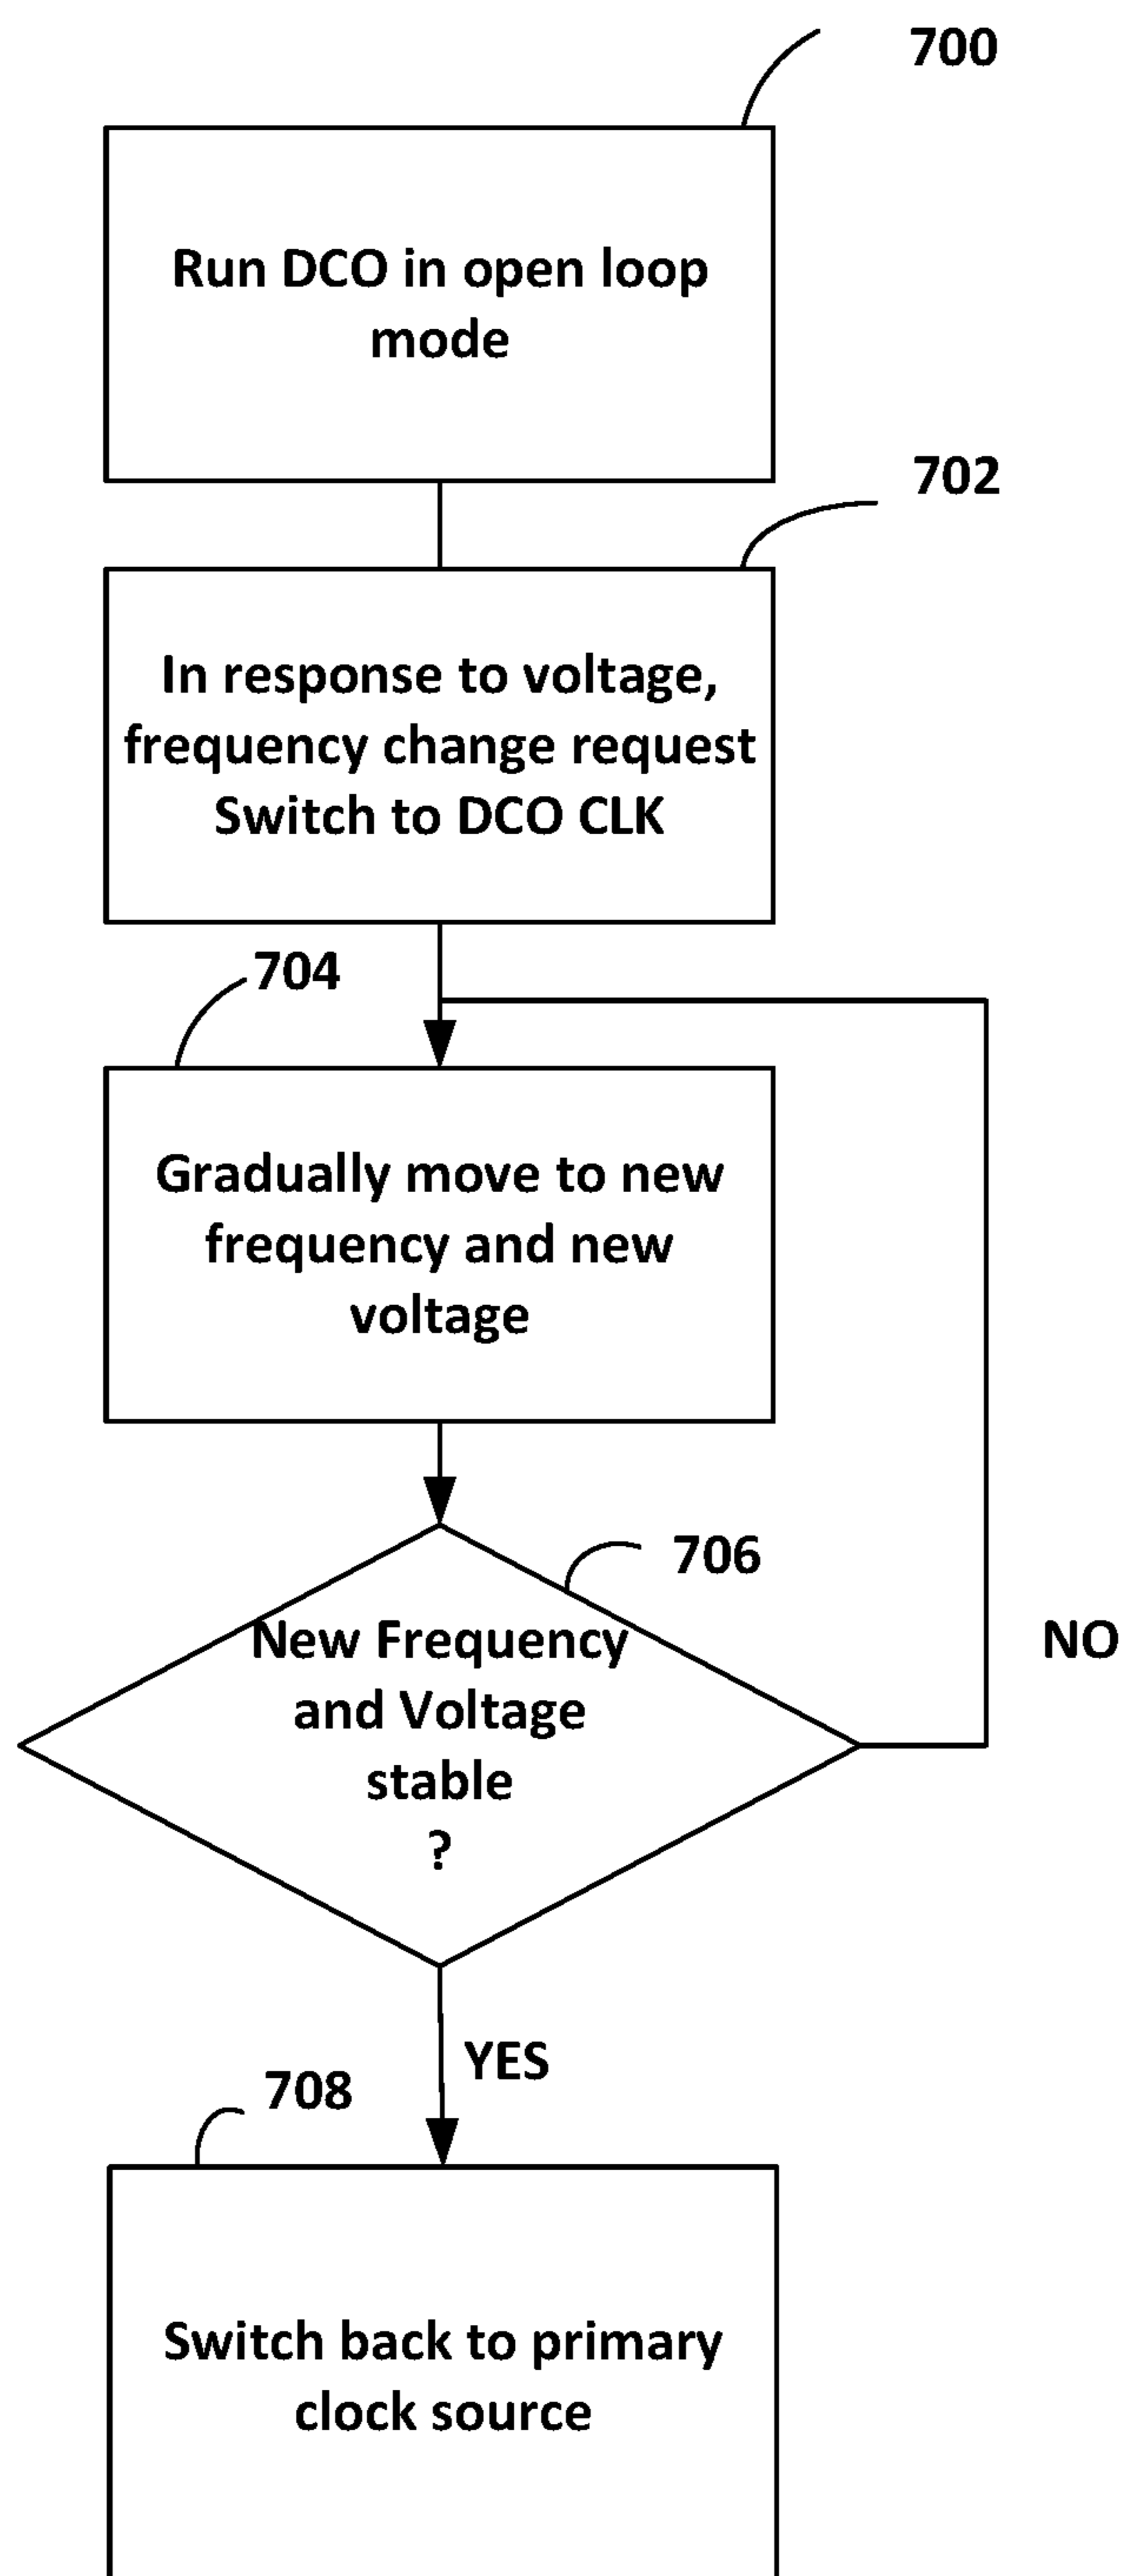 700
Run DCO in open loop
mode
702
In response to voltage,
frequency change request
Switch to DCO CLK
704
Gradually move to new
frequency and new
voltage
706
New Frequency
and Voltage
stable
?
NO
YES
708
Switch back to primary
clock source